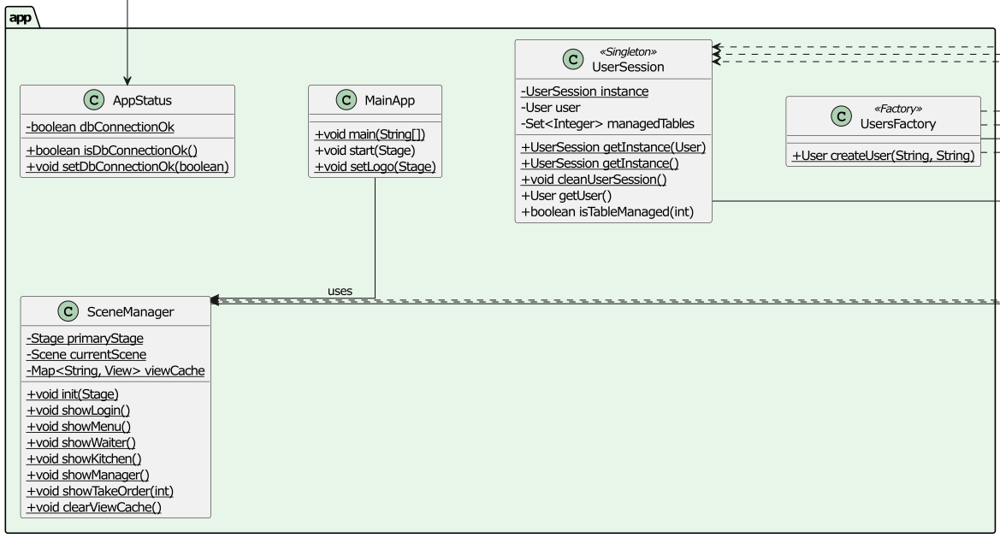 app
C AppStatus
-boolean dbConnectionOk
+boolean isDbConnectionOk()
+void setDbConnectionOk(boolean)
C MainApp
+void main(String[])
+void start(Stage)
+void setLogo(Stage)
«Singleton»
C UserSession
-UserSession instance
-User user
-Set<Integer> managedTables
+UserSession getInstance(User)
+UserSession getInstance()
+void cleanUserSession()
+User getUser()
+boolean isTableManaged(int)
«Factory»
C UsersFactory
+User createUser(String, String)
uses
C SceneManager
-Stage primaryStage
-Scene currentScene
-Map<String, View> viewCache
+void init(Stage)
+void showLogin()
+void showMenu()
+void showWaiter()
+void showKitchen()
+void showManager()
+void showTakeOrder(int)
+void clearViewCache()